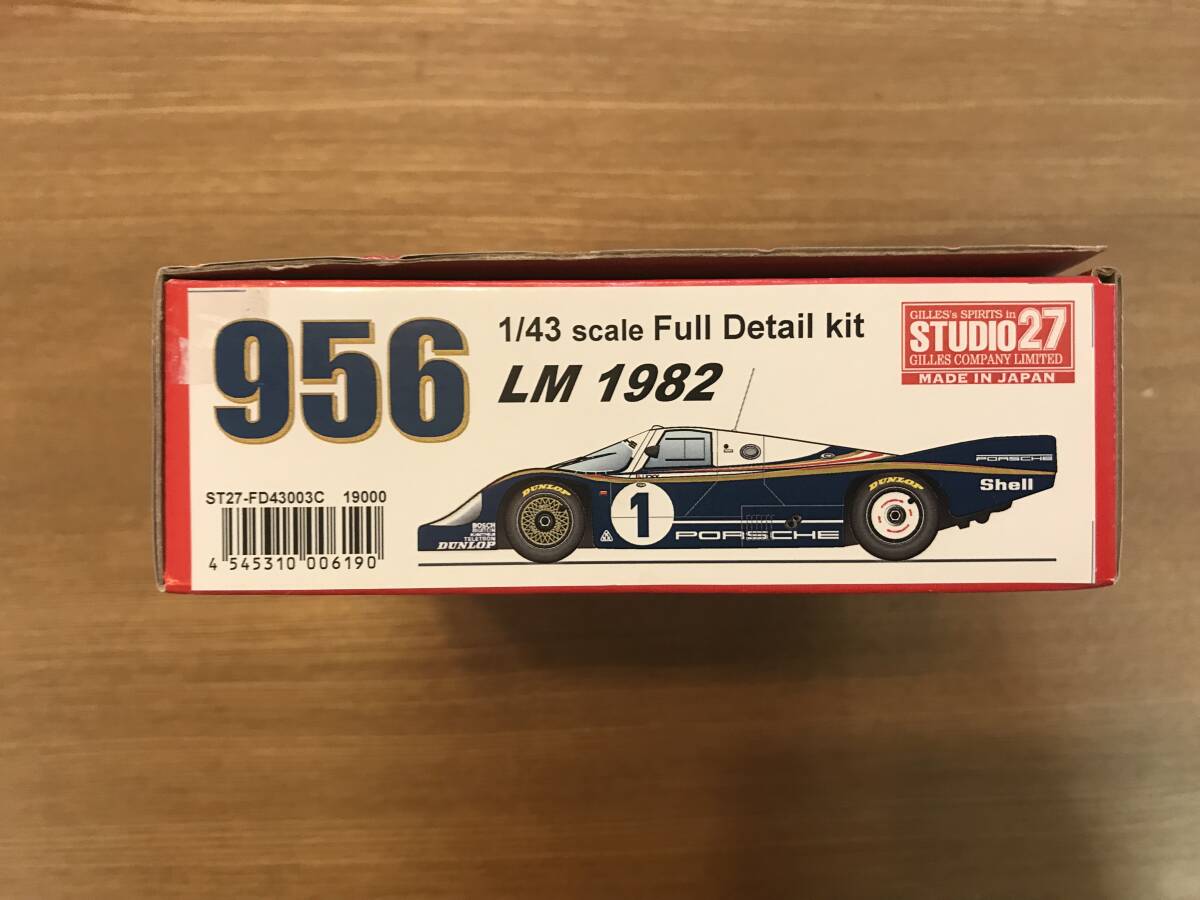 956
1/43 scale Full Detail kit
LM 1982
GILLES's SPIRITS in
STUDIO27
GILLES COMPANY LIMITED
MADE IN JAPAN
ST27-FD43003C 19000
4 545310 006190
DUNLOP
DUNLOP
PORSCHE
Shell
1
PORSCHE
BOSCH
TELETRON
DUNLOP